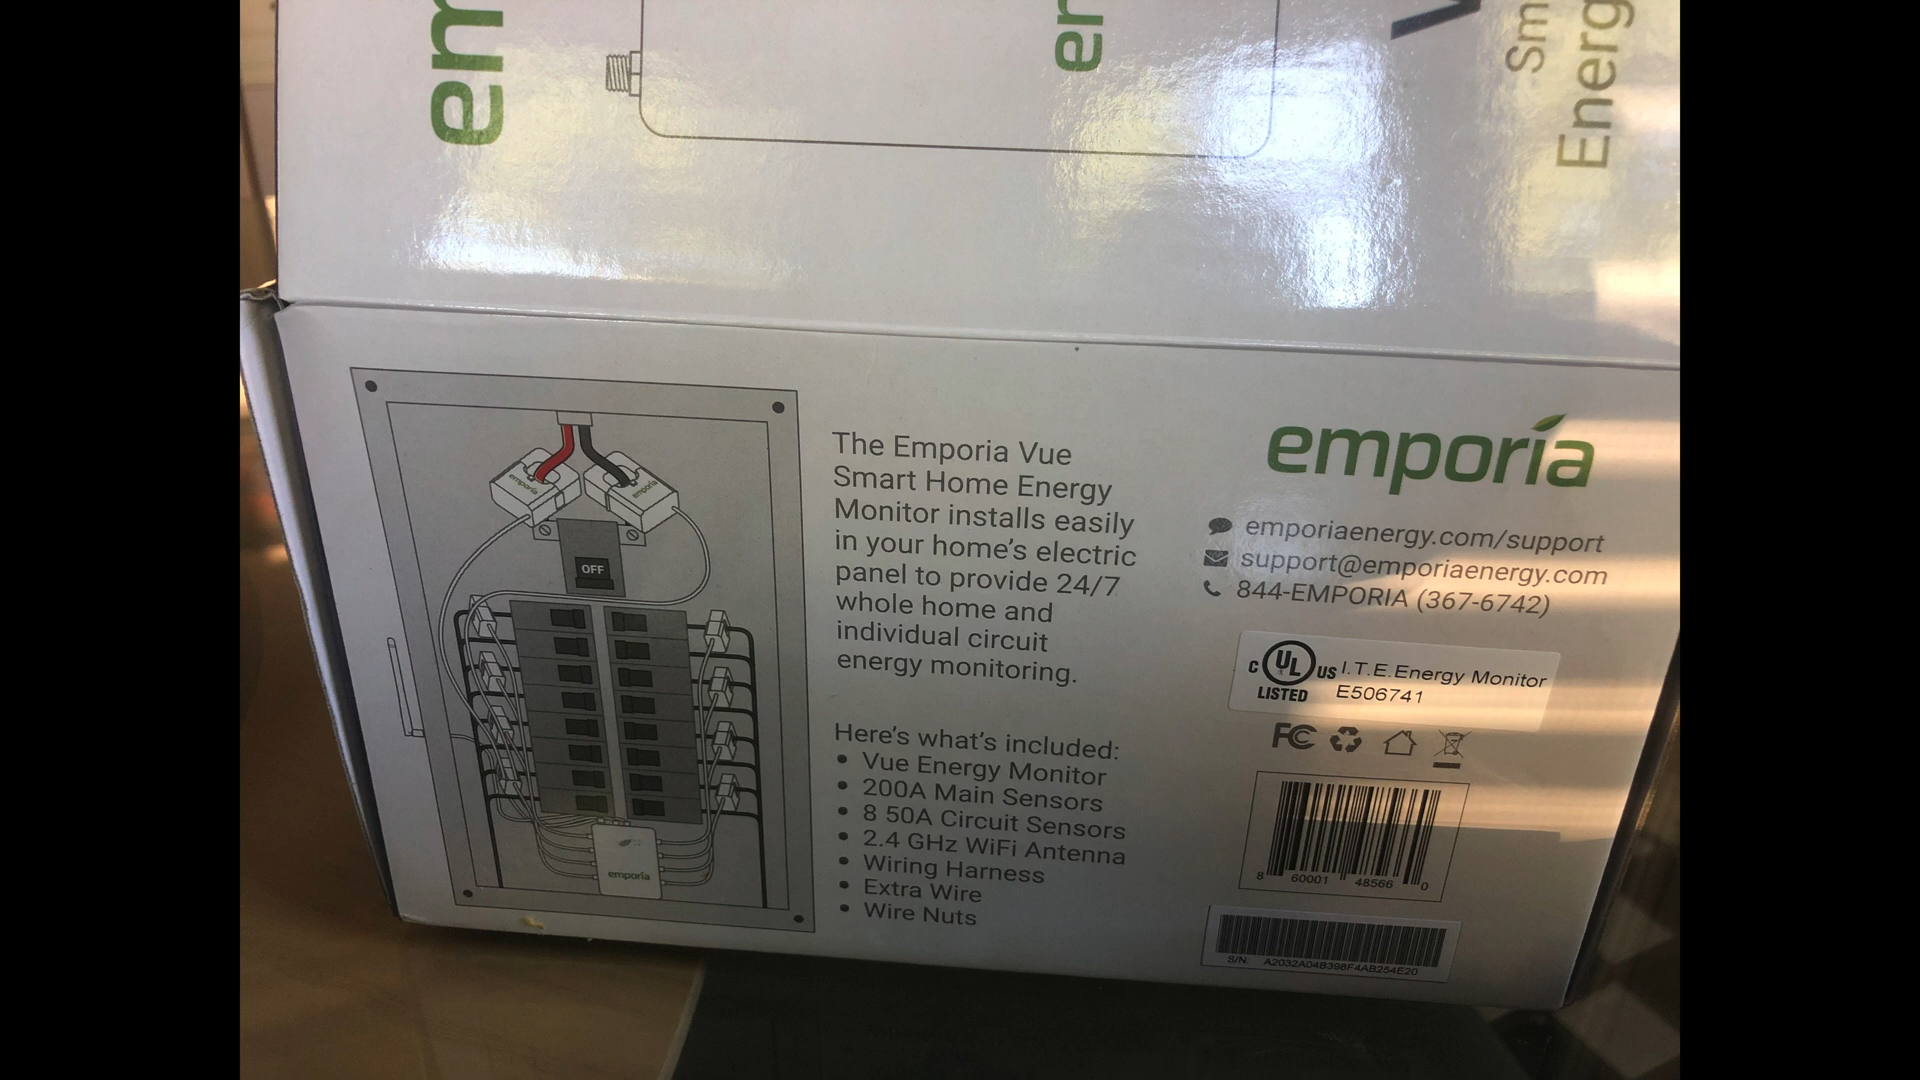 em
er
Sm
Energ
emporia
emporia
OFF
emporia
The Emporia Vue
Smart Home Energy
Monitor installs easily
in your home's electric
panel to provide 24/7
whole home and
individual circuit
energy monitoring.
Here's what's included:
• Vue Energy Monitor
• 200A Main Sensors
• 8 50A Circuit Sensors
• 2.4 GHz WiFi Antenna
• Wiring Harness
• Extra Wire
• Wire Nuts
emporia
emporiaenergy.com/support
support@emporiaenergy.com
844-EMPORIA (367-6742)
C UL US I.T.E. Energy Monitor
LISTED E506741
FC
8 60001 48566 0
S/N: A2032A04B398F4AB254E20